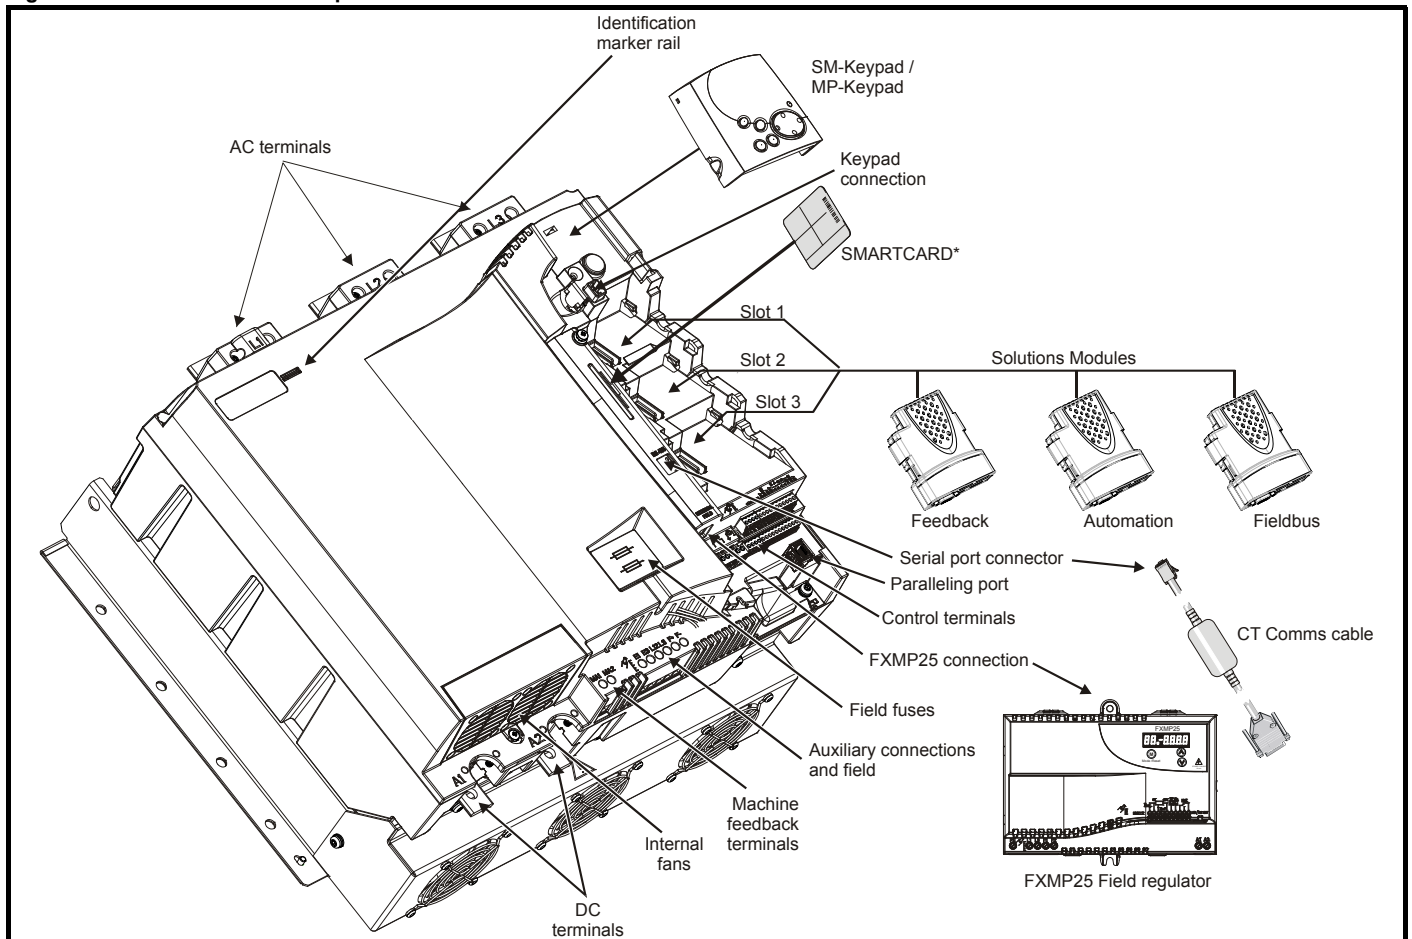 Identification
marker rail
SM-Keypad /
MP-Keypad
AC terminals
Keypad
connection
L3
SMARTCARD*
L2
Slot 1
L1
Slot 2
Solutions Modules
Slot 3
Feedback
Automation
Fieldbus
Serial port connector
Paralleling port
Control terminals
CT Comms cable
FXMP25 connection
Field fuses
FXMP25
A2
Auxiliary connections
and field
A1
Machine
feedback
terminals
Internal
fans
FXMP25 Field regulator
DC
terminals